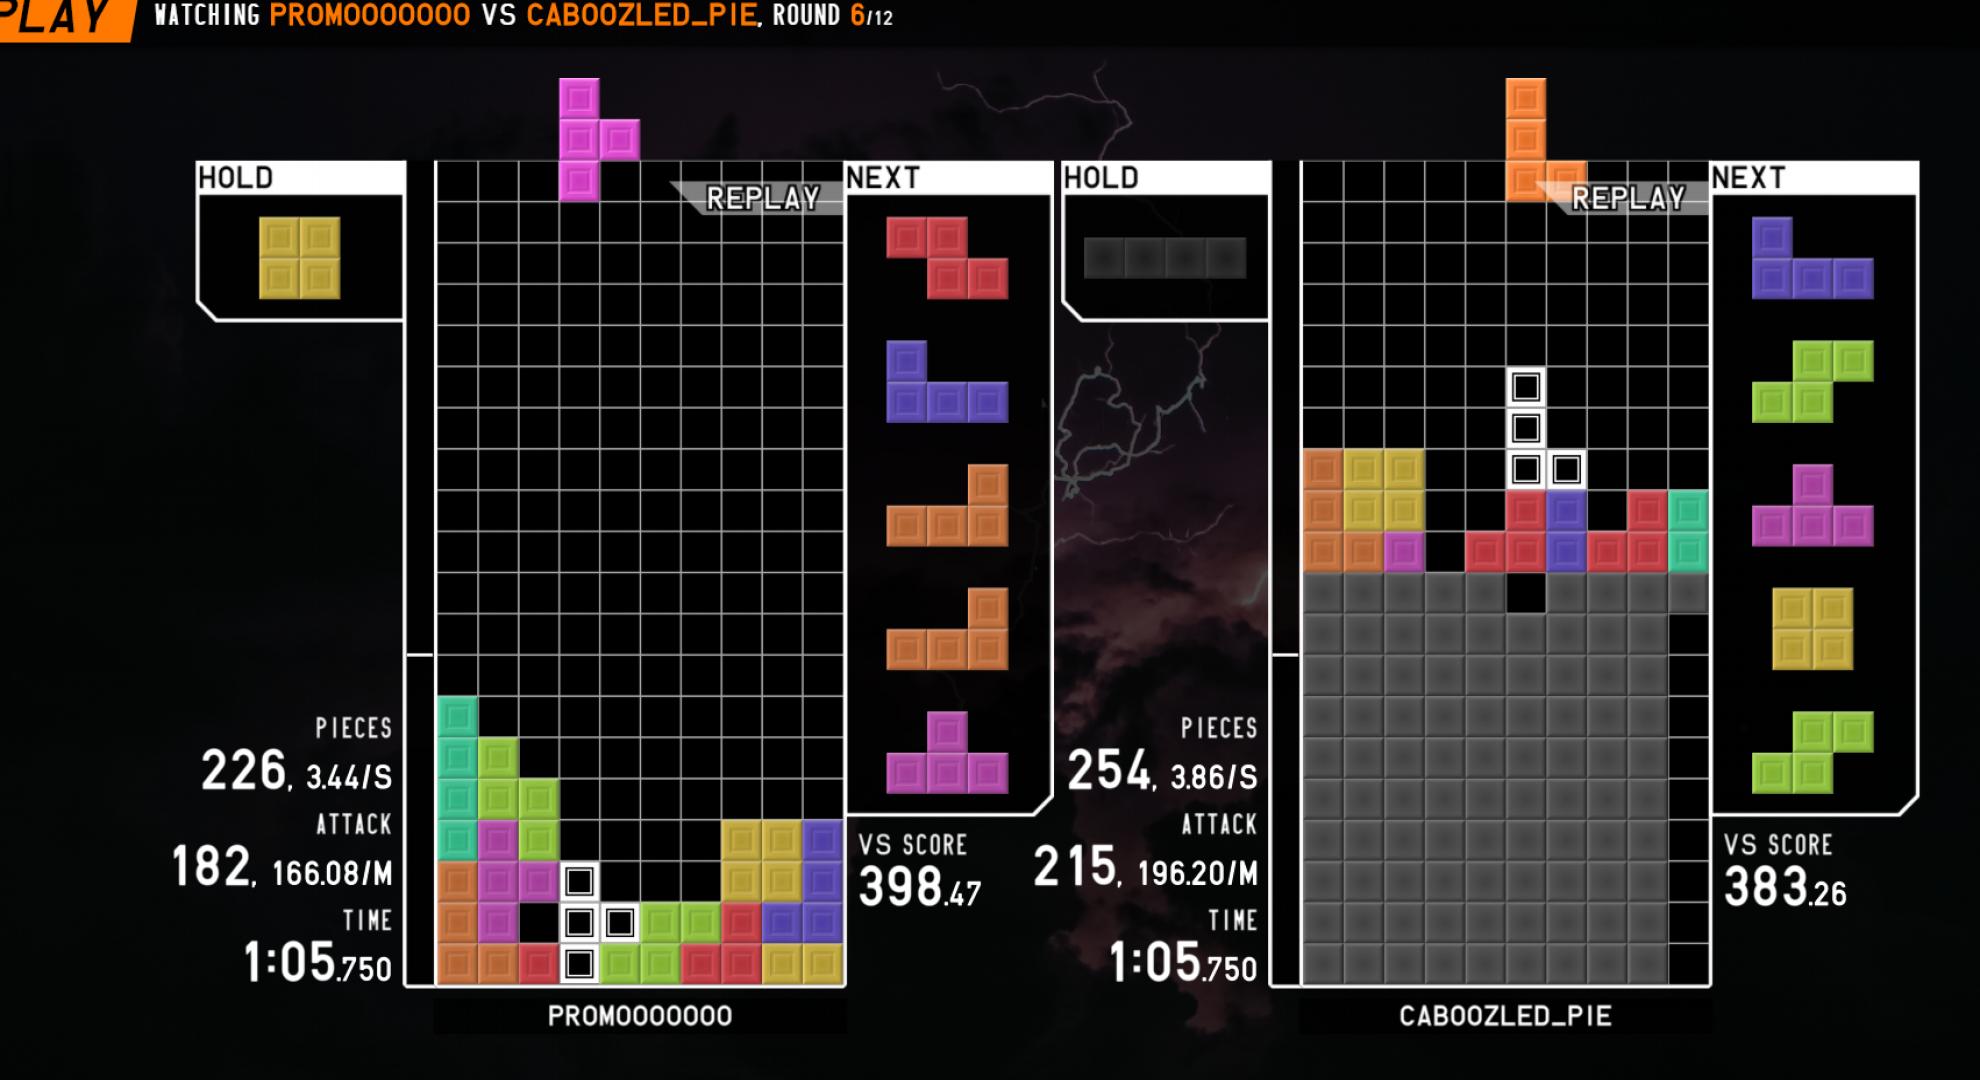 PLAY
WATCHING PROMOOOOOOO VS CABOOZLED_PIE, ROUND 6/12
HOLD
REPLAY
NEXT
PIECES
226, 3.44/S
ATTACK
182, 166.08/M
TIME
1:05.750
VS SCORE
398.47
PROMOOOOOOO
HOLD
REPLAY
NEXT
PIECES
254, 3.86/S
ATTACK
215, 196.20/M
TIME
1:05.750
VS SCORE
383.26
CABOOZLED_PIE